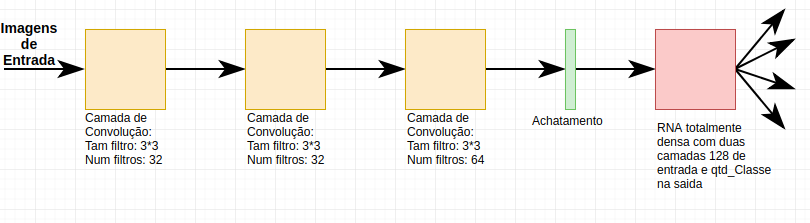 Imagens
de
Entrada
Camada de
Convolução:
Tam filtro: 3*3
Num filtros: 32
Camada de
Convolução:
Tam filtro: 3*3
Num filtros: 32
Camada de
Convolução:
Tam filtro: 3*3
Num filtros: 64
Achatamento
RNA totalmente
densa com duas
camadas 128 de
entrada e qtd_Classe
na saida